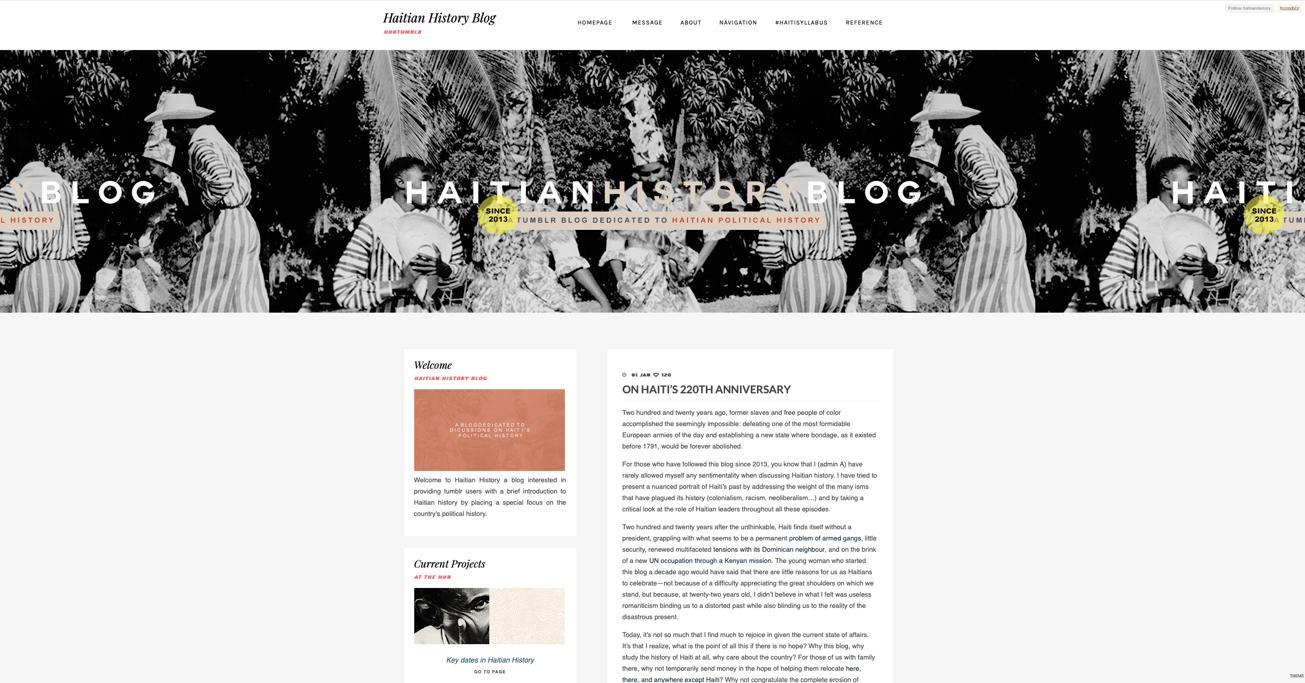 Haitian History Blog
#HHBTUMBLR
HOMEPAGE MESSAGE ABOUT NAVIGATION #HAITISYLLABUS REFERENCE
Follow haitianhistory
YBLOG
L HISTORY
HAITIANHISTORYBLOG
SINCE 2013
A TUMBLR BLOG DEDICATED TO HAITIAN POLITICAL HISTORY
HAITI
SINCE 2013
A TUM
Welcome
HAITIAN HISTORY BLOG
A BLOG DEDICATED TO
DICUSSIONS ON HAITI'S
POLITICAL HISTORY
Welcome to Haitian History a blog interested in
providing tumblr users with a brief introduction to
Haitian history by placing a special focus on the
country's political history.
Current Projects
AT THE HUB
Key dates in Haitian History
GO TO PAGE
01 JAN 120
ON HAITI'S 220TH ANNIVERSARY
Two hundred and twenty years ago, former slaves and free people of color
accomplished the seemingly impossible: defeating one of the most formidable
European armies of the day and establishing a new state where bondage, as it existed
before 1791, would be forever abolished.
For those who have followed this blog since 2013, you know that I (admin A) have
rarely allowed myself any sentimentality when discussing Haitian history. I have tried to
present a nuanced portrait of Haiti's past by addressing the weight of the many isms
that have plagued its history (colonialism, racism, neoliberalism...) and by taking a
critical look at the role of Haitian leaders throughout all these episodes.
Two hundred and twenty years after the unthinkable, Haiti finds itself without a
president, grappling with what seems to be a permanent problem of armed gangs, little
security, renewed multifaceted tensions with its Dominican neighbour, and on the brink
of a new UN occupation through a Kenyan mission. The young woman who started
this blog a decade ago would have said that there are little reasons for us as Haitians
to celebrate—not because of a difficulty appreciating the great shoulders on which we
stand, but because, at twenty-two years old, I didn't believe in what I felt was useless
romanticism binding us to a distorted past while also blinding us to the reality of the
disastrous present.
Today, it's not so much that I find much to rejoice in given the current state of affairs.
It's that I realize, what is the point of all this if there is no hope? Why this blog, why
study the history of Haiti at all, why care about the country? For those of us with family
there, why not temporarily send money in the hope of helping them relocate here,
there, and anywhere except Haiti? Why not congratulate the complete erosion of
THEME